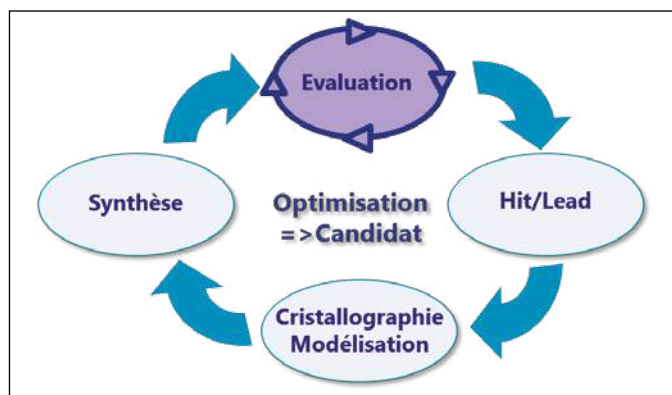 Evaluation
Synthèse
Optimisation
=>Candidat
Hit/Lead
Cristallographie
Modélisation